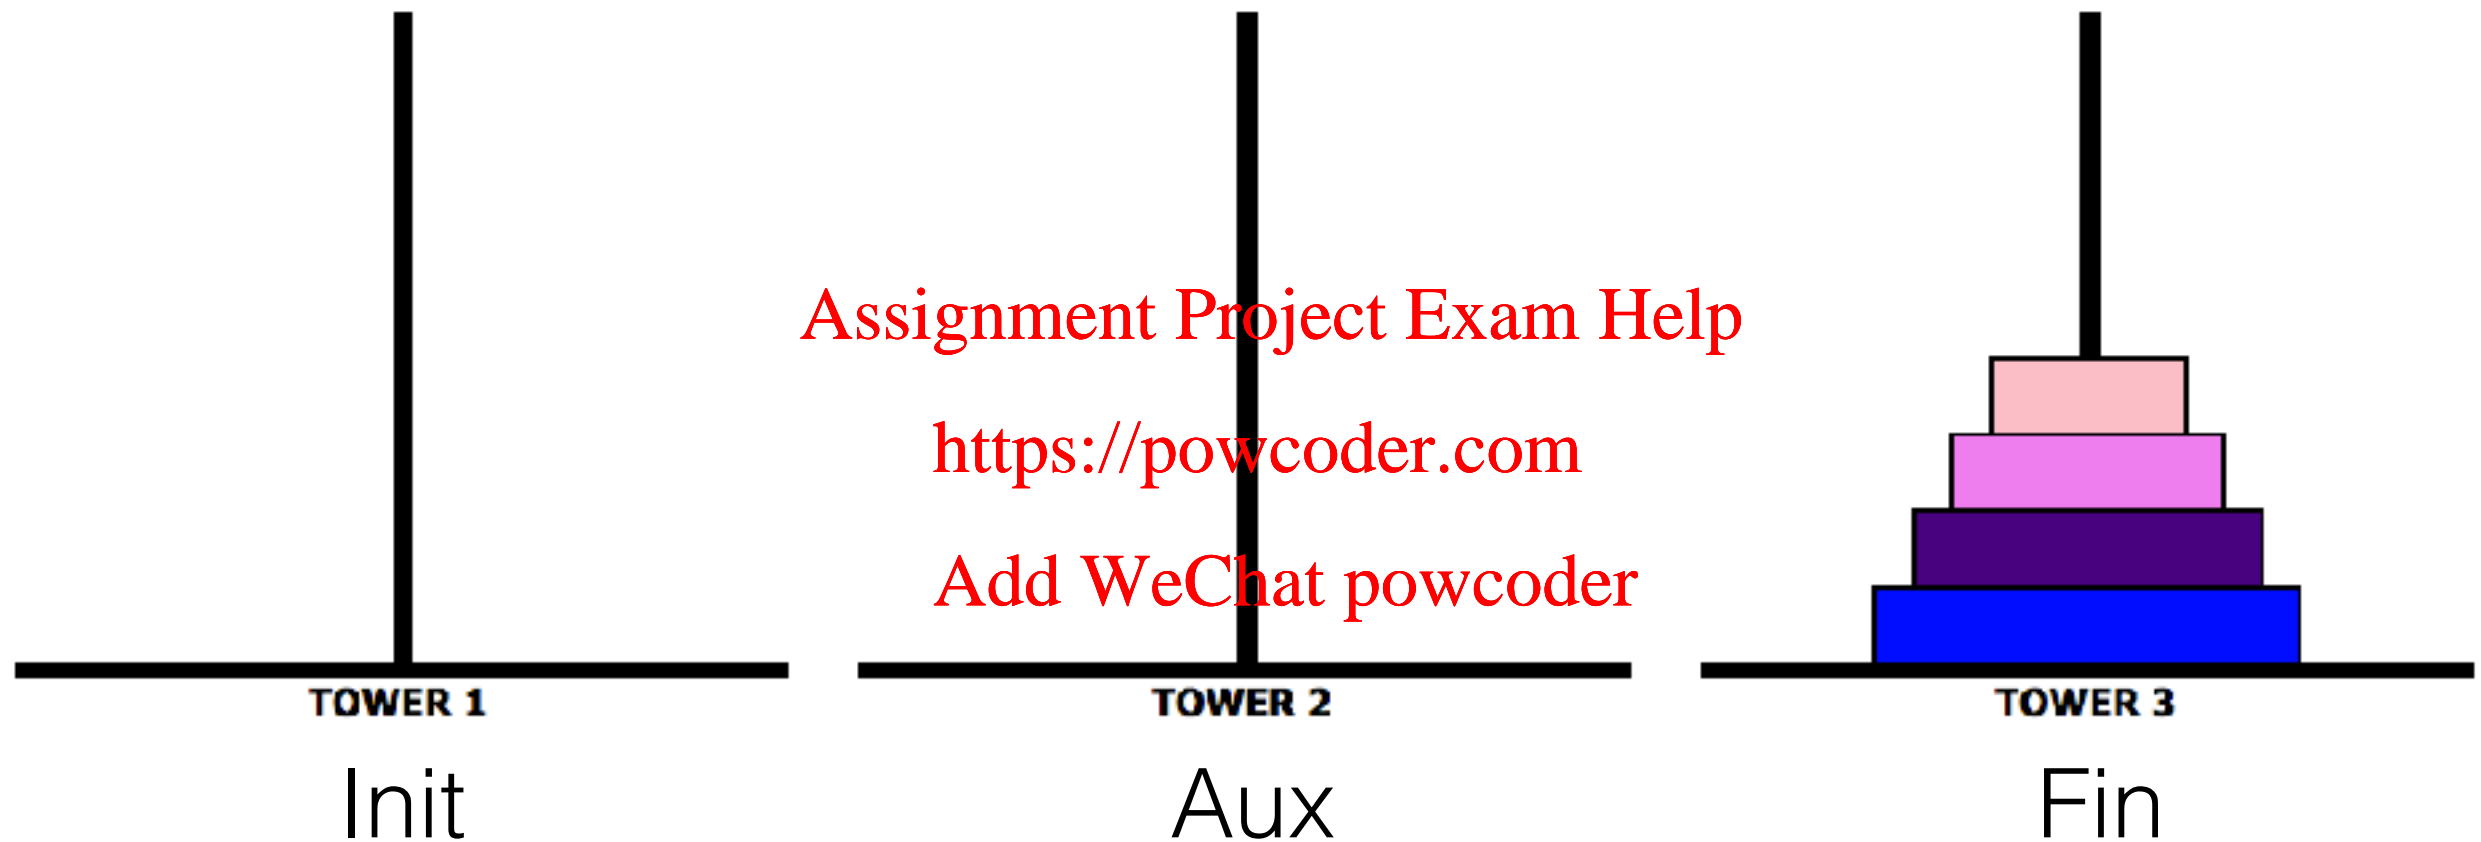 Assignment Project Exam Help
https://powcoder.com
Add WeChat powcoder
TOWER 1
TOWER 2
TOWER 3
Init
Aux
Fin